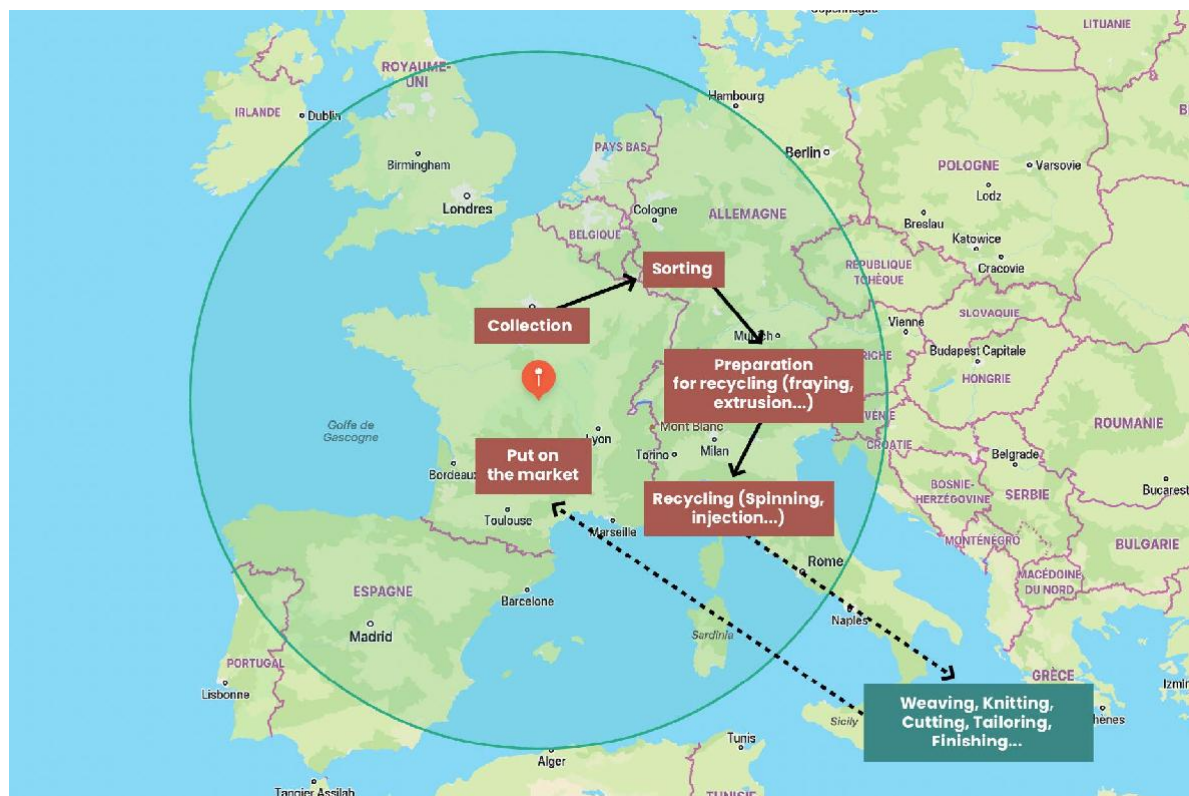 LITUANIE
ROYAUME-
UNI
Hambourg
IRLANDE
Dublin
PAYS BAS
Berlin
Birmingham
POLOGNE
Varsovie
Lodz
Londres
Cologne
ALLEMAGNE
BELGIQUE
Breslau
Katowice
Cracovie
Sorting
RÉPUBLIQUE
TCHÈQUE
SLOVAQUIE
Collection
Vienne
Munich
Budapest Capitale
Preparation
for recycling (fraying,
extrusion...)
HONGRIE
Golfe de
Gascogne
Mont Blanc
ROUMANIE
Lyon
Milan
CROATIE
Put on
the market
Bordeaux
Torino
Belgrade
BOSNIE-
HERZÉGOVINE
SERBIE
Bucarest
Recycling (Spinning,
injection...)
Toulouse
Marseille
MONTÉNÉGRO
BULGARIE
Rome
MACÉDOINE
DU NORD
ESPAGNE
Barcelone
Naples
Madrid
Sardinia
PORTUGAL
GRÈCE
Lisbonne
Izmir
Weaving, Knitting,
Cutting, Tailoring,
Finishing...
Sicily
Tunis
Alger
Tanger Assilah
TUNISIE